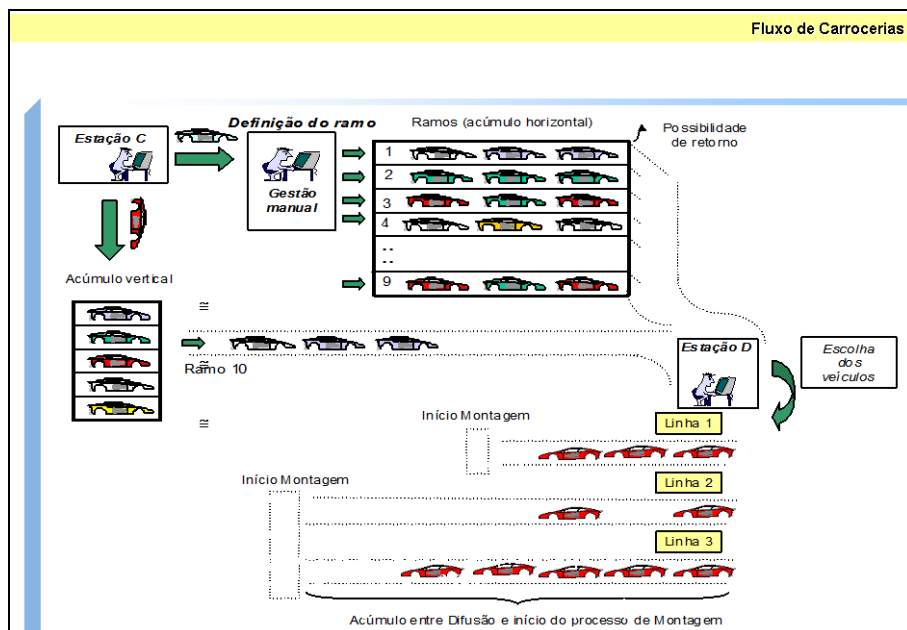 Fluxo de Carrocerias
Estação C
Definição do ramo
Gestão
manual
Ramos (acúmulo horizontal)
Possibilidade
de retorno
1
2
3
4
..
..
9
Acúmulo vertical
≅
≅
≅
Ramo 10
Estação D
Escolha
dos
veículos
Início Montagem
Linha 1
Início Montagem
Linha 2
Linha 3
Acúmulo entre Difusão e início do processo de Montagem